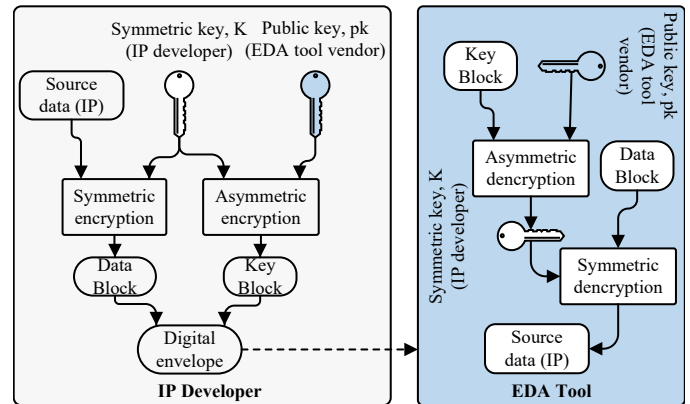 Symmetric key, K
(IP developer)
Public key, pk
(EDA tool vendor)
Source
data (IP)
Symmetric
encryption
Asymmetric
encryption
Data
Block
Key
Block
Digital
envelope
IP Developer
Key
Block
Public key, pk
(EDA tool
vendor)
Asymmetric
dencryption
Data
Block
Symmetric key, K
(IP developer)
Symmetric
dencryption
Source
data (IP)
EDA Tool